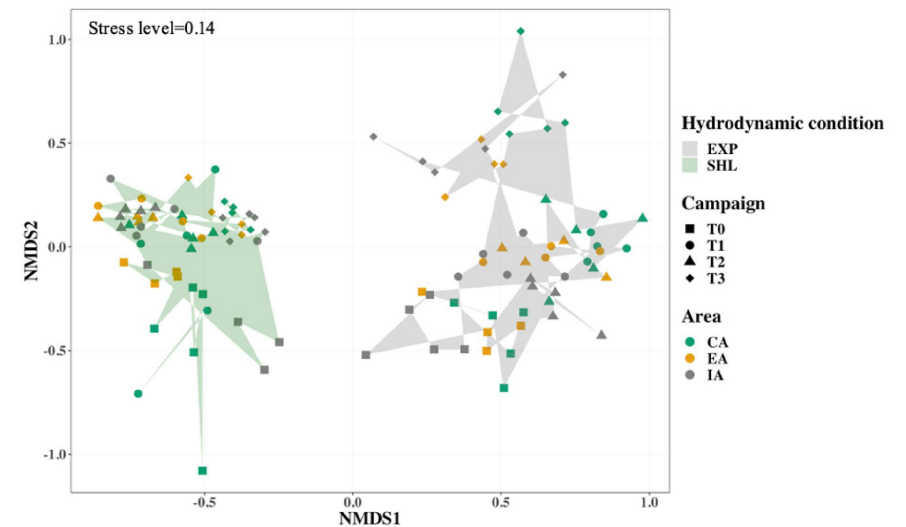 Stress level=0.14
1.0
0.5
0.0
-0.5
-1.0
NMDS2
-0.5
0.0
0.5
1.0
NMDS1
Hydrodynamic condition
EXP
SHL
Campaign
T0
T1
T2
T3
Area
CA
EA
IA